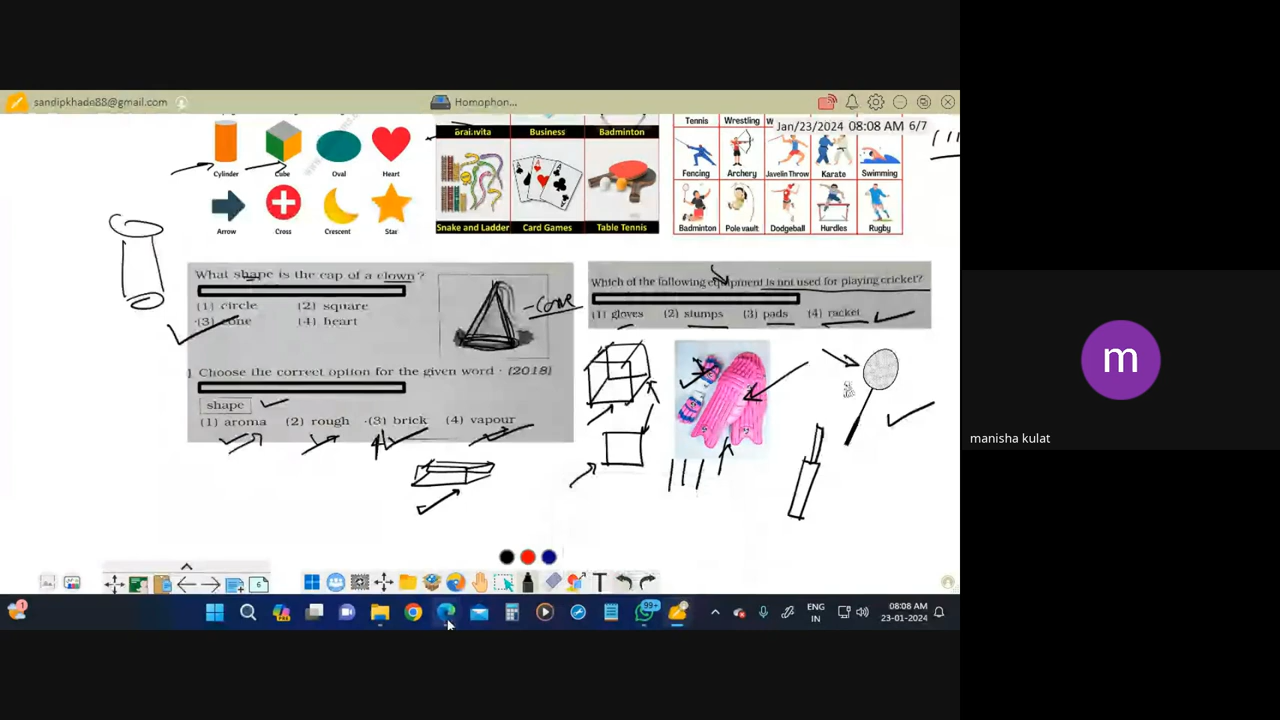 sandipkhade88@gmail.com
Homophon...
Jan/23/2024 08:08 AM 6/7
Cylinder Cube Oval Heart
Arrow Cross Crescent Star
Brainvita Business Badminton
Snake and Ladder Card Games Table Tennis
Tennis Wrestling W
Fencing Archery Javelin Throw Karate Swimming
Badminton Pole vault Dodgeball Hurdles Rugby
What shape is the cap of a clown ?
(1) circle (2) square
(3) cone (4) heart
-Cone
Choose the correct option for the given word · (2018)
shape
(1) aroma (2) rough (3) brick (4) vapour
Which of the following equipment is not used for playing cricket?
(1) gloves (2) stumps (3) pads (4) racket
m
manisha kulat
T
6
1
PRE
99+
ENG
IN
08:08 AM
23-01-2024